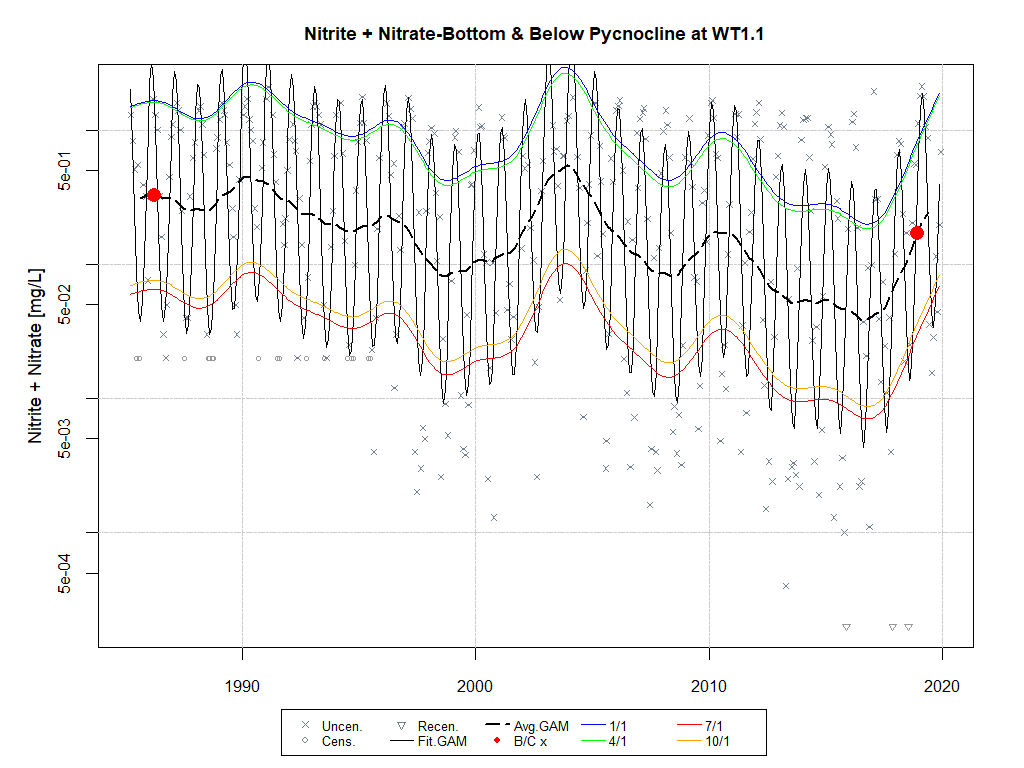 Nitrite + Nitrate-Bottom & Below Pycnocline at WT1.1
Nitrite + Nitrate [mg/L]
5e-01
5e-02
5e-03
5e-04
1990 2000 2010 2020
Uncen. Recen. Avg.GAM 1/1 7/1
Cens. Fit.GAM B/C x 4/1 10/1